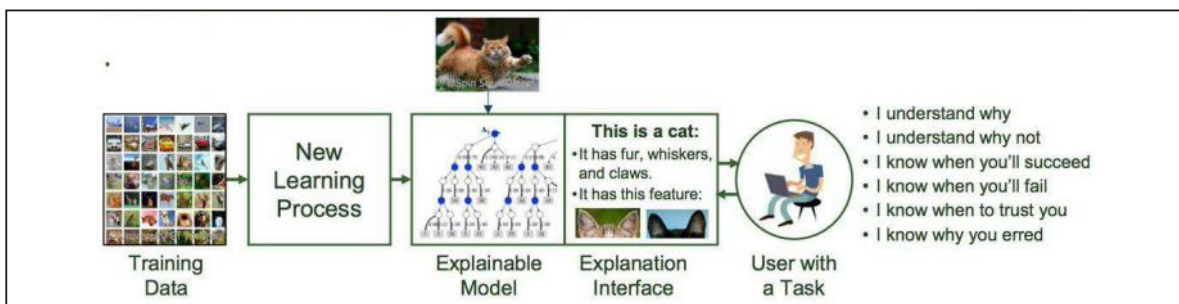 New
Learning
Process
This is a cat:
•It has fur, whiskers,
and claws.
•It has this feature:
• I understand why
• I understand why not
• I know when you'll succeed
• I know when you'll fail
• I know when to trust you
• I know why you erred
Training
Data
Explainable
Model
Explanation
Interface
User with
a Task